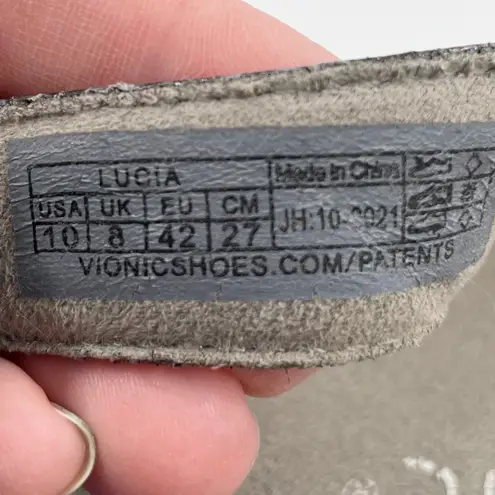 LUCIA Made in China
USA UK EU CM
10 8 42 27 JH:10-2021
VIONICSHOES.COM/PATENTS